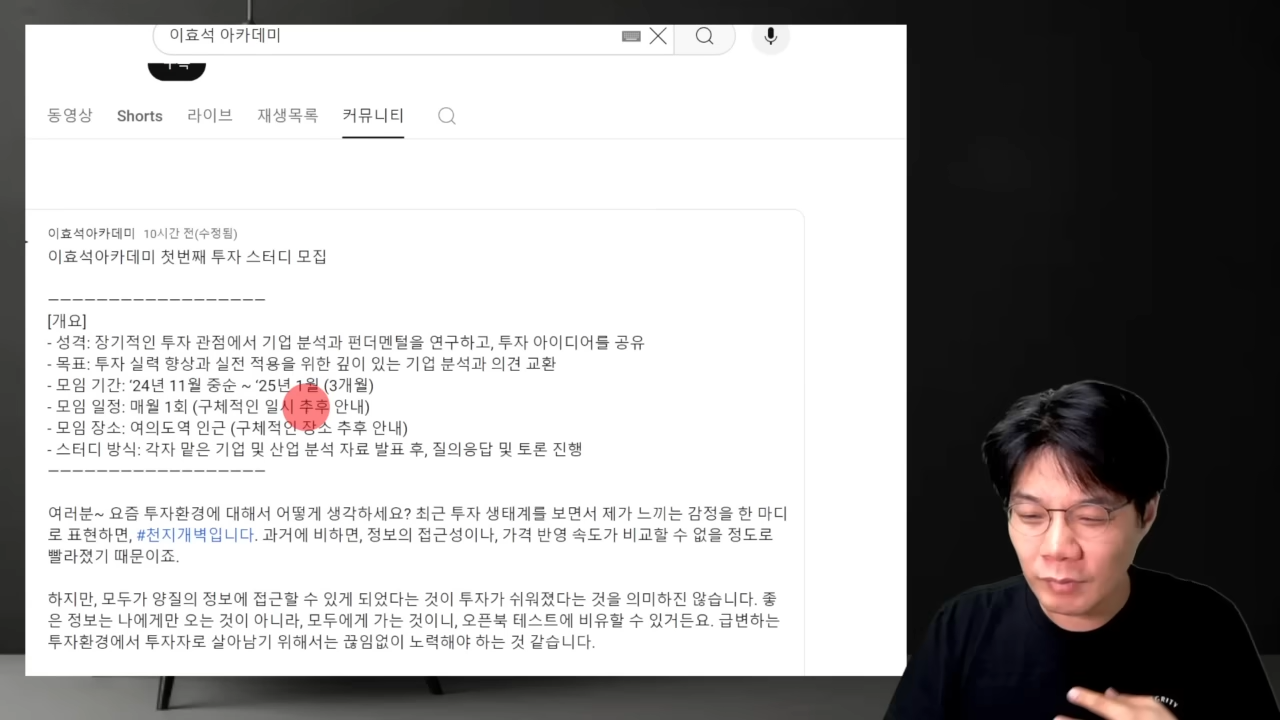 이효석 아카데미
구독
동영상 Shorts 라이브 재생목록 커뮤니티
이효석아카데미 10시간 전(수정됨)
이효석아카데미 첫번째 투자 스터디 모집
[개요]
- 성격: 장기적인 투자 관점에서 기업 분석과 펀더멘털을 연구하고, 투자 아이디어를 공유
- 목표: 투자 실력 향상과 실전 적용을 위한 깊이 있는 기업 분석과 의견 교환
- 모임 기간: ‘24년 11월 중순 ~ ‘25년 1월 (3개월)
- 모임 일정: 매월 1회 (구체적인 일시 추후 안내)
- 모임 장소: 여의도역 인근 (구체적인 장소 추후 안내)
- 스터디 방식: 각자 맡은 기업 및 산업 분석 자료 발표 후, 질의응답 및 토론 진행
여러분~ 요즘 투자환경에 대해서 어떻게 생각하세요? 최근 투자 생태계를 보면서 제가 느끼는 감정을 한 마디
로 표현하면, #천지개벽입니다. 과거에 비하면, 정보의 접근성이나, 가격 반영 속도가 비교할 수 없을 정도로
빨라졌기 때문이죠.
하지만, 모두가 양질의 정보에 접근할 수 있게 되었다는 것이 투자가 쉬워졌다는 것을 의미하진 않습니다. 좋
은 정보는 나에게만 오는 것이 아니라, 모두에게 가는 것이니, 오픈북 테스트에 비유할 수 있거든요. 급변하는
투자환경에서 투자자로 살아남기 위해서는 끊임없이 노력해야 하는 것 같습니다.